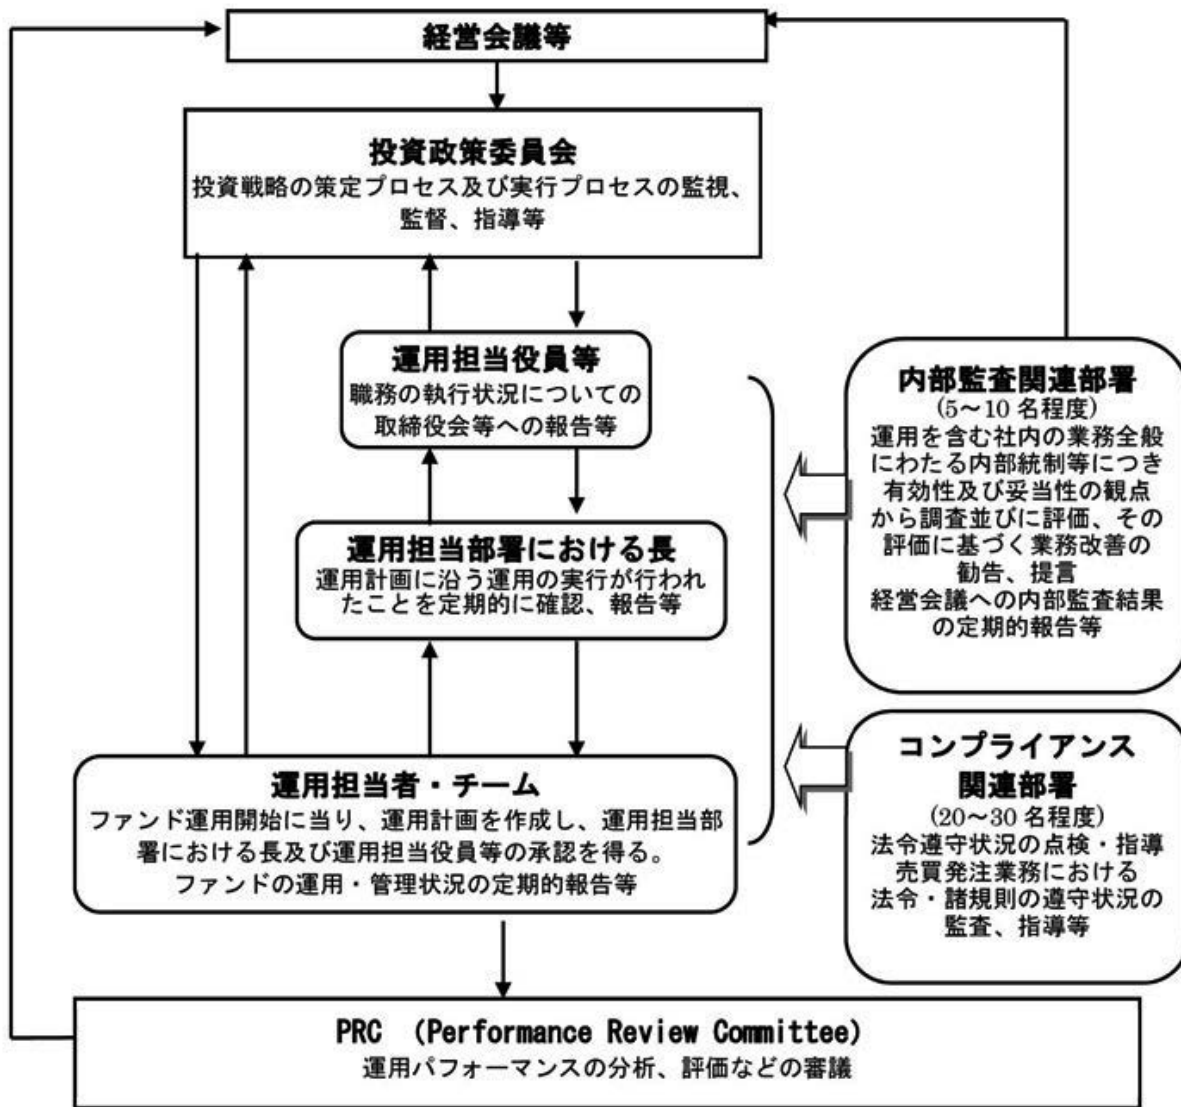 経営会議等
投資政策委員会
投資戦略の策定プロセス及び実行プロセスの監視、
監督、指導等
運用担当役員等
職務の執行状況についての
取締役会等への報告等
運用担当部署における長
運用計画に沿う運用の実行が行われ
たことを定期的に確認、報告等
運用担当者・チーム
ファンド運用開始に当り、運用計画を作成し、運用担当部
署における長及び運用担当役員等の承認を得る。
ファンドの運用・管理状況の定期的報告等
内部監査関連部署
(5～10 名程度)
運用を含む社内の業務全般
にわたる内部統制等につき
有効性及び妥当性の観点
から調査並びに評価、その
評価に基づく業務改善の
勧告、提言
経営会議への内部監査結果
の定期的報告等
コンプライアンス
関連部署
(20～30 名程度)
法令遵守状況の点検・指導
売買発注業務における
法令・諸規則の遵守状況の
監査、指導等
PRC (Performance Review Committee)
運用パフォーマンスの分析、評価などの審議